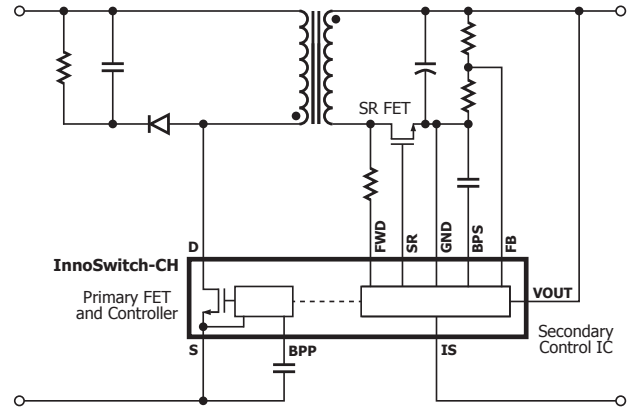 SR FET
FWD
SR
GND
BPS
FB
D
InnoSwitch-CH
Primary FET
and Controller
VOUT
Secondary
Control IC
S
BPP
IS